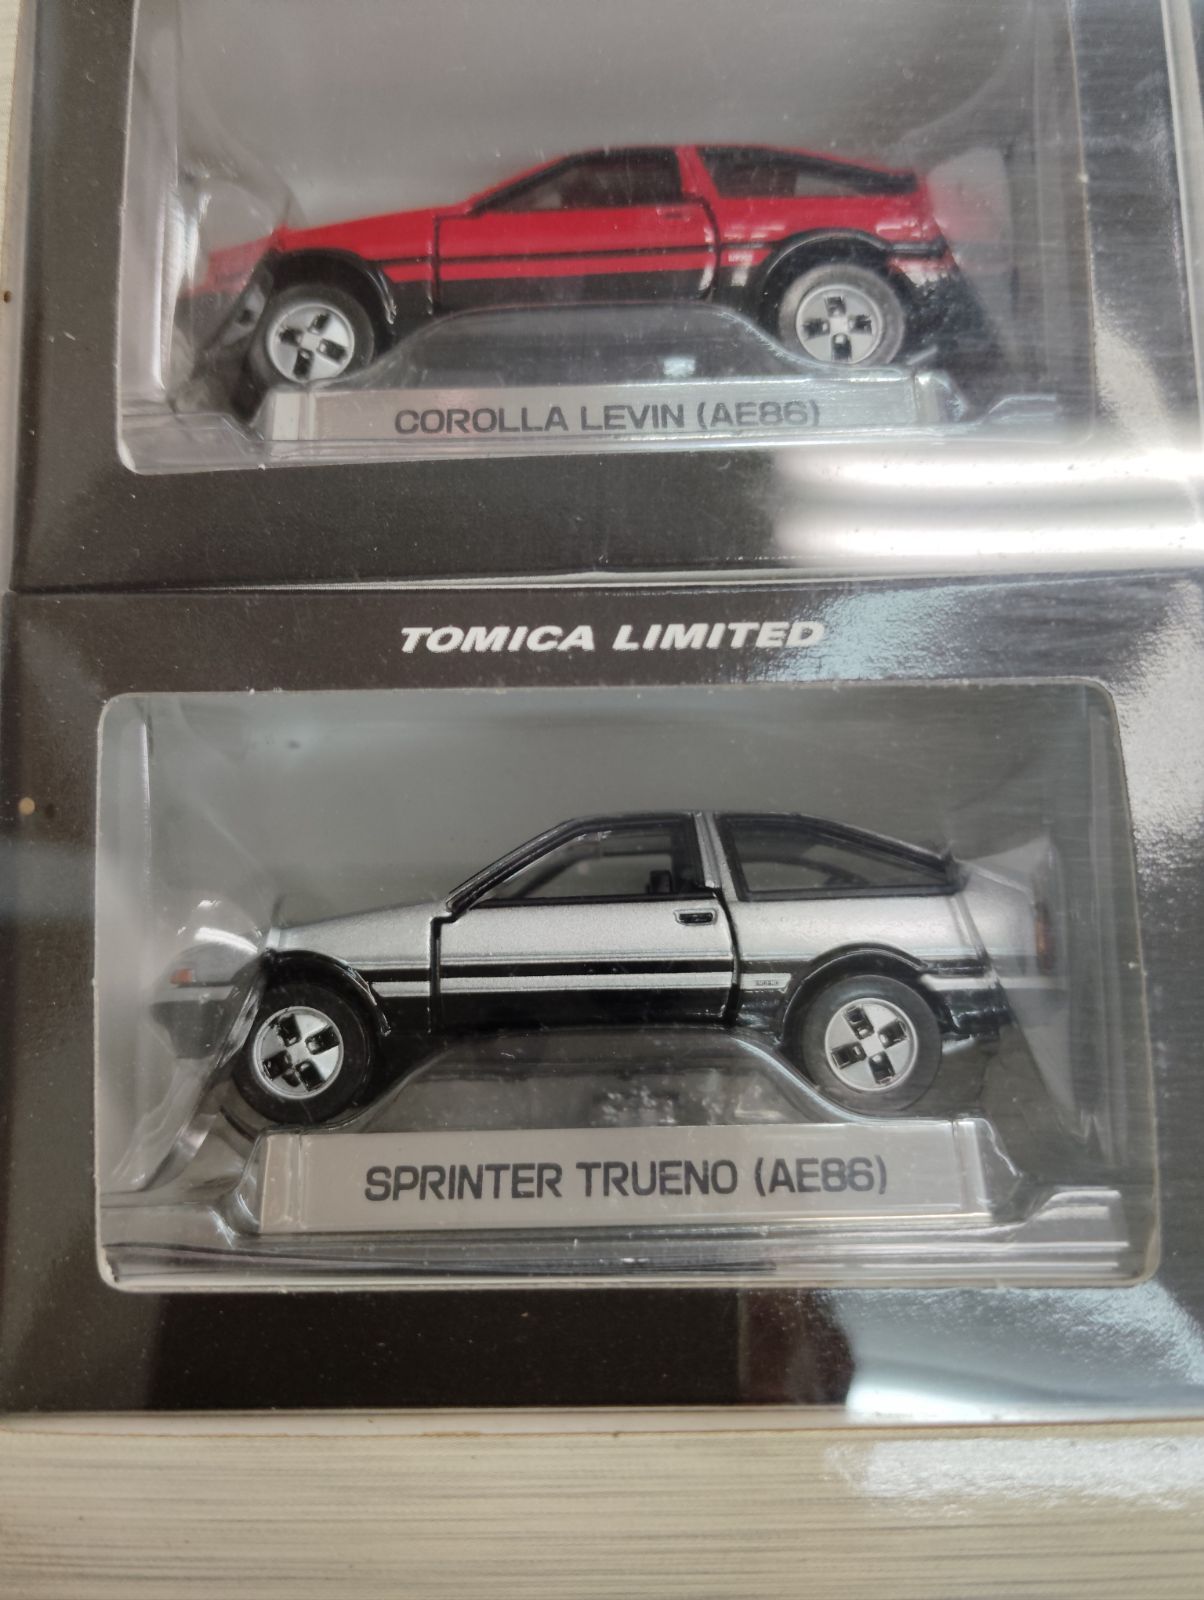 COROLLA LEVIN (AE86)
TOMICA LIMITED
SPRINTER TRUENO (AE86)